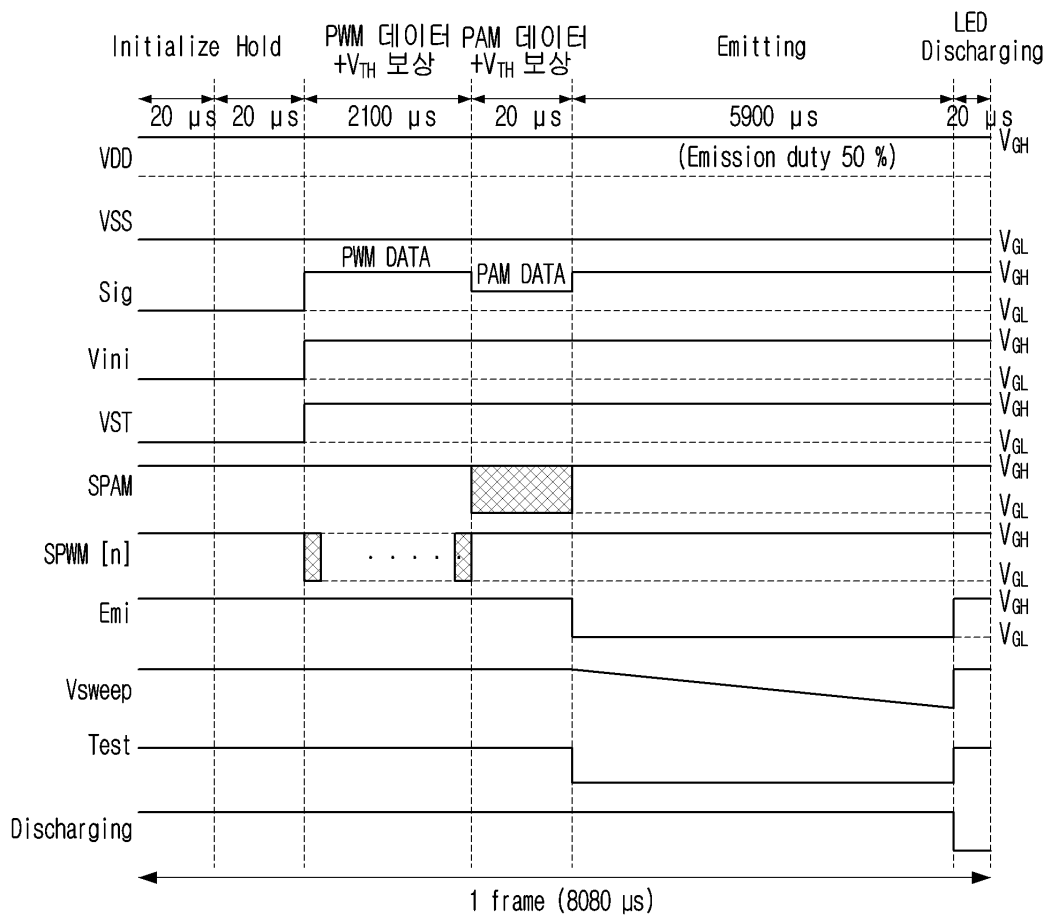 Initialize Hold
PWM 데이터
+VTH 보상
PAM 데이터
+VTH 보상
Emitting
LED
Discharging
20 μs
20 μs
2100 μs
20 μs
5900 μs
20 μs
VDD
(Emission duty 50 %)
VGH
VSS
VGL
Sig
PWM DATA
PAM DATA
VGH
VGL
Vini
VGH
VGL
VST
VGH
VGL
SPAM
VGH
VGL
SPWM [n]
. . . . .
VGH
VGL
Emi
VGH
VGL
Vsweep
Test
Discharging
1 frame (8080 μs)